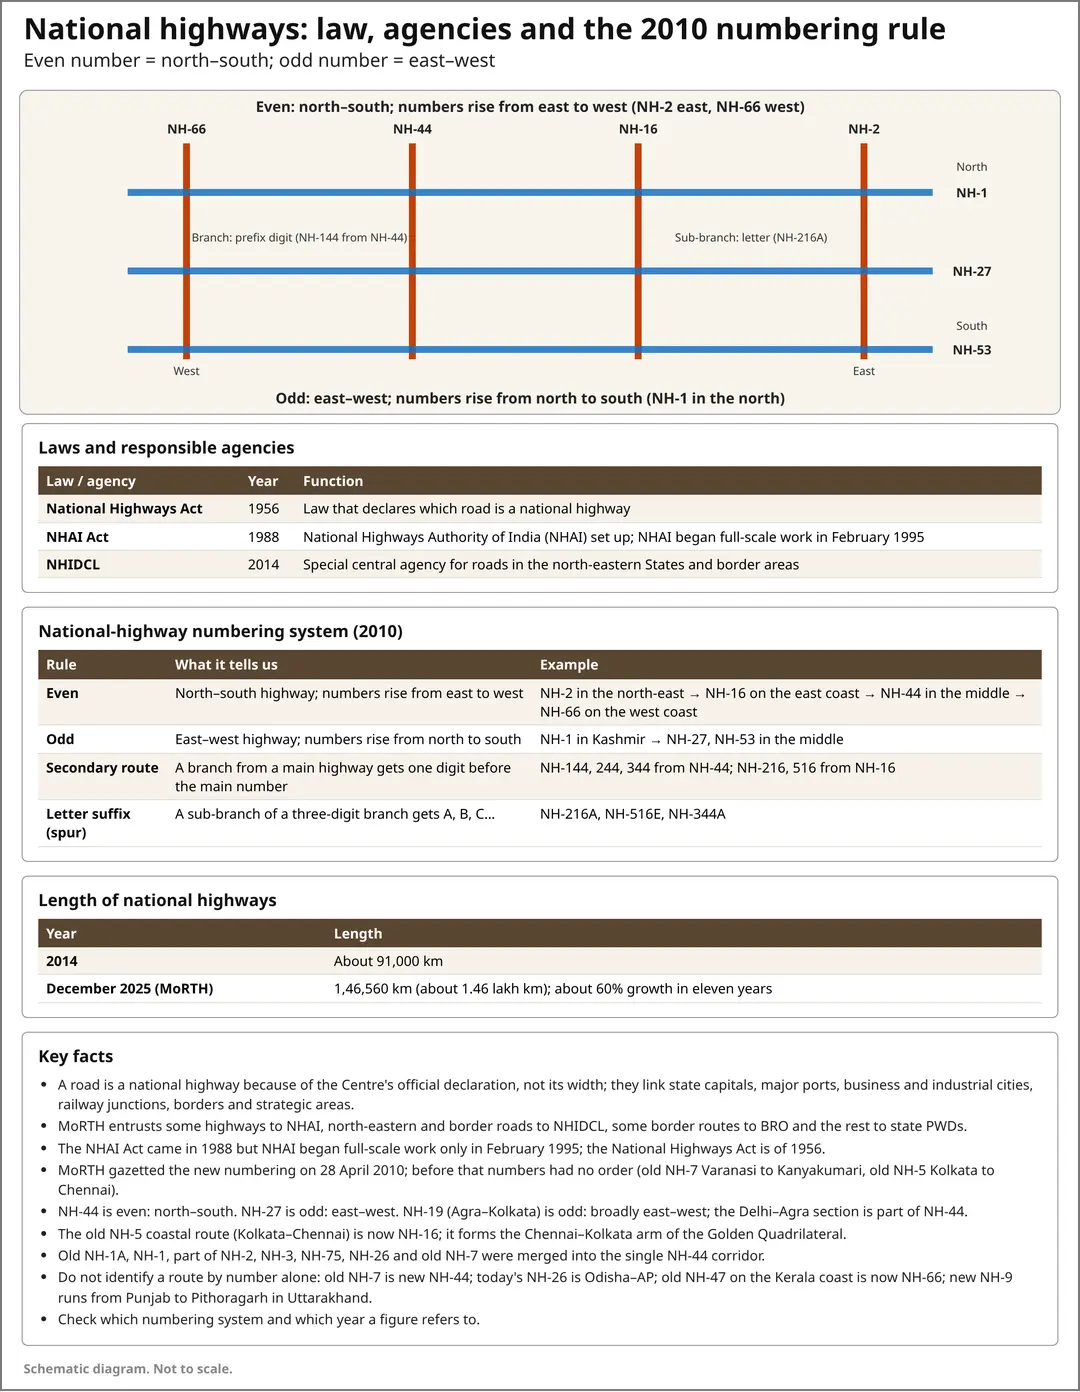 National highways: law, agencies and the 2010 numbering rule
Even number = north–south; odd number = east–west
Even: north–south; numbers rise from east to west (NH-2 east, NH-66 west)
NH-66 NH-44 NH-16 NH-2
North
NH-1
Branch: prefix digit (NH-144 from NH-44) Sub-branch: letter (NH-216A)
NH-27
South
NH-53
West East
Odd: east–west; numbers rise from north to south (NH-1 in the north)
Laws and responsible agencies
Law / agency Year Function
National Highways Act 1956 Law that declares which road is a national highway
NHAI Act 1988 National Highways Authority of India (NHAI) set up; NHAI began full-scale work in February 1995
NHIDCL 2014 Special central agency for roads in the north-eastern States and border areas
National-highway numbering system (2010)
Rule What it tells us Example
Even North–south highway; numbers rise from east to west NH-2 in the north-east → NH-16 on the east coast → NH-44 in the middle →
NH-66 on the west coast
Odd East–west highway; numbers rise from north to south NH-1 in Kashmir → NH-27, NH-53 in the middle
Secondary route A branch from a main highway gets one digit before NH-144, 244, 344 from NH-44; NH-216, 516 from NH-16
the main number
Letter suffix A sub-branch of a three-digit branch gets A, B, C... NH-216A, NH-516E, NH-344A
(spur)
Length of national highways
Year Length
2014 About 91,000 km
December 2025 (MoRTH) 1,46,560 km (about 1.46 lakh km); about 60% growth in eleven years
Key facts
• A road is a national highway because of the Centre's official declaration, not its width; they link state capitals, major ports, business and industrial cities,
railway junctions, borders and strategic areas.
• MoRTH entrusts some highways to NHAI, north-eastern and border roads to NHIDCL, some border routes to BRO and the rest to state PWDs.
• The NHAI Act came in 1988 but NHAI began full-scale work only in February 1995; the National Highways Act is of 1956.
• MoRTH gazetted the new numbering on 28 April 2010; before that numbers had no order (old NH-7 Varanasi to Kanyakumari, old NH-5 Kolkata to
Chennai).
• NH-44 is even: north–south. NH-27 is odd: east–west. NH-19 (Agra–Kolkata) is odd: broadly east–west; the Delhi–Agra section is part of NH-44.
• The old NH-5 coastal route (Kolkata–Chennai) is now NH-16; it forms the Chennai–Kolkata arm of the Golden Quadrilateral.
• Old NH-1A, NH-1, part of NH-2, NH-3, NH-75, NH-26 and old NH-7 were merged into the single NH-44 corridor.
• Do not identify a route by number alone: old NH-7 is new NH-44; today's NH-26 is Odisha–AP; old NH-47 on the Kerala coast is now NH-66; new NH-9
runs from Punjab to Pithoragarh in Uttarakhand.
• Check which numbering system and which year a figure refers to.
Schematic diagram. Not to scale.